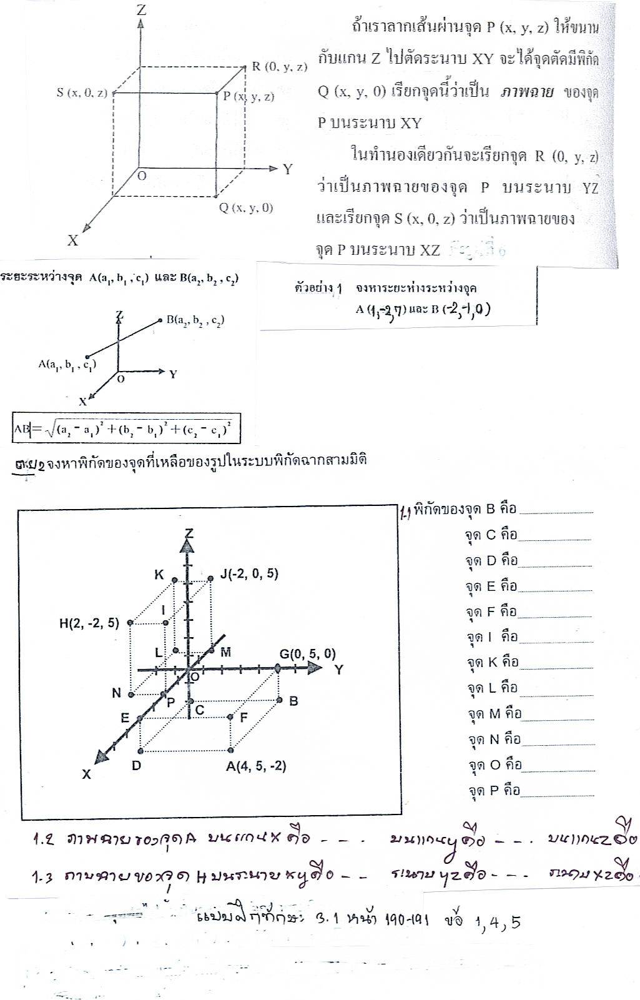 Z
R (0, y, z)
S (x, 0, z)
P (x, y, z)
Y
O
Q (x, y, 0)
X
ถ้าเราลากเส้นผ่านจุด P (x, y, z) ให้ขนาน
กับแกน Z ไปตัดระนาบ XY จะได้จุดตัดมีพิกัด
Q (x, y, 0) เรียกจุดนี้ว่าเป็น ภาพฉาย ของจุด
P บนระนาบ XY
ในทำนองเดียวกันจะเรียกจุด R (0, y, z)
ว่าเป็นภาพฉายของจุด P บนระนาบ YZ
และเรียกจุด S (x, 0, z) ว่าเป็นภาพฉายของ
จุด P บนระนาบ XZ
ระยะระหว่างจุด A(a₁, b₁ , c₁) และ B(a₂, b₂ , c₂)
Z
B(a₂, b₂ , c₂)
A(a₁, b₁ , c₁)
O
Y
X
AB| = √(a₂ − a₁)² + (b₂ − b₁)² + (c₂ − c₁)²
ตัวอย่าง 1 จงหาระยะห่างระหว่างจุด
A (1,-2,7) และ B (-2,-1,0)
ตย2 จงหาพิกัดของจุดที่เหลือของรูปในระบบพิกัดฉากสามมิติ
Z
K
J(-2, 0, 5)
I
H(2, -2, 5)
L
M
G(0, 5, 0)
Y
O
N
P
C
B
E
F
D
A(4, 5, -2)
X
1.1 พิกัดของจุด B คือ
จุด C คือ
จุด D คือ
จุด E คือ
จุด F คือ
จุด I คือ
จุด K คือ
จุด L คือ
จุด M คือ
จุด N คือ
จุด O คือ
จุด P คือ
1.2 ภาพฉายของจุด A บนแกน x คือ - - - . บนแกน y คือ - - - . บนแกน z คือ
1.3 ภาพฉายของจุด H บนระนาบ xy คือ - - ระนาบ yz คือ - - - . ระนาบ xz คือ
แบบฝึกทักษะ 3.1 หน้า 190-191 ข้อ 1, 4, 5